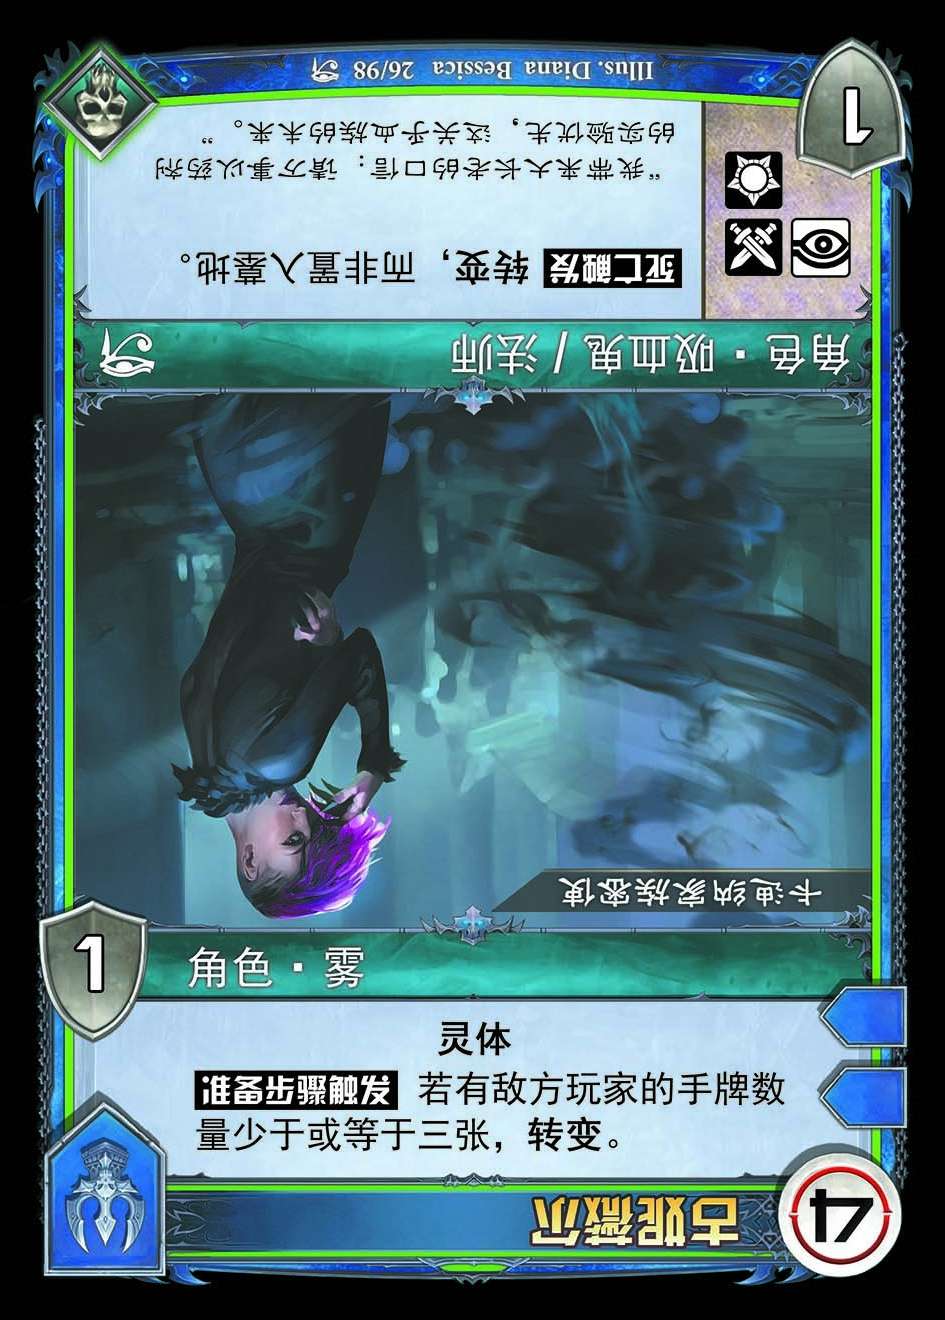 4
古妮薇尔
卡迪纳家族密使
角色·吸血鬼 / 法师
1
死亡触发 转变，而非置入墓地。
“我带来大长老的口信：请万事以药剂
的实验优先，这关乎血族的未来。”
Illus. Diana Bessica 26/98
1
角色·雾
灵体
准备步骤触发 若有敌方玩家的手牌数
量少于或等于三张，转变。